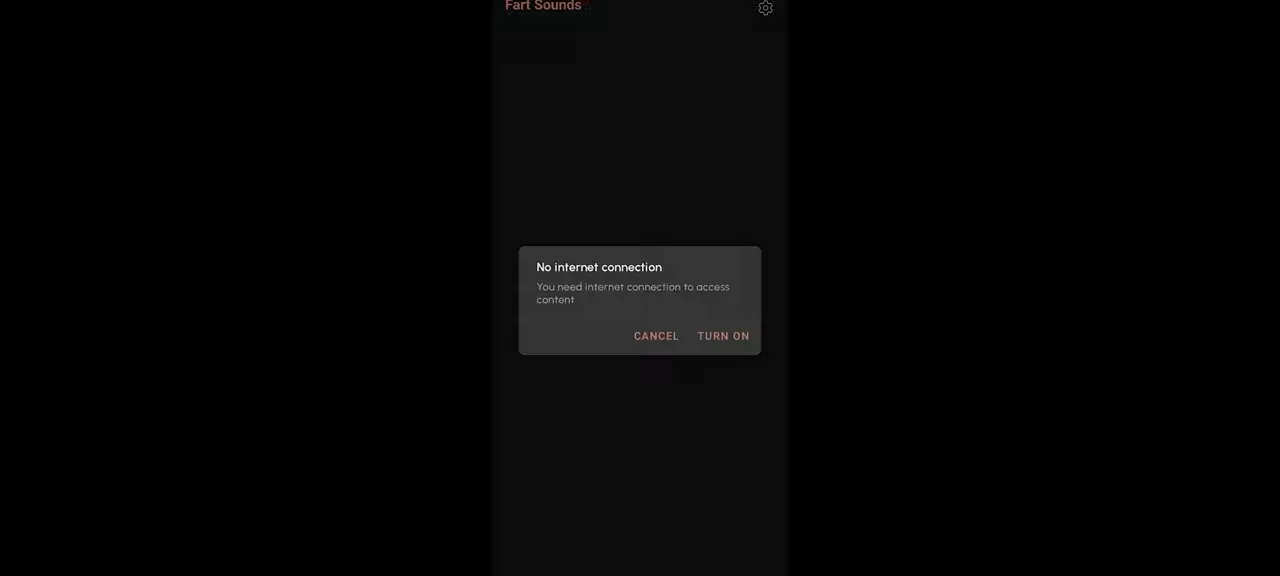 Fart Sounds
No internet connection
You need internet connection to access
content
CANCEL TURN ON